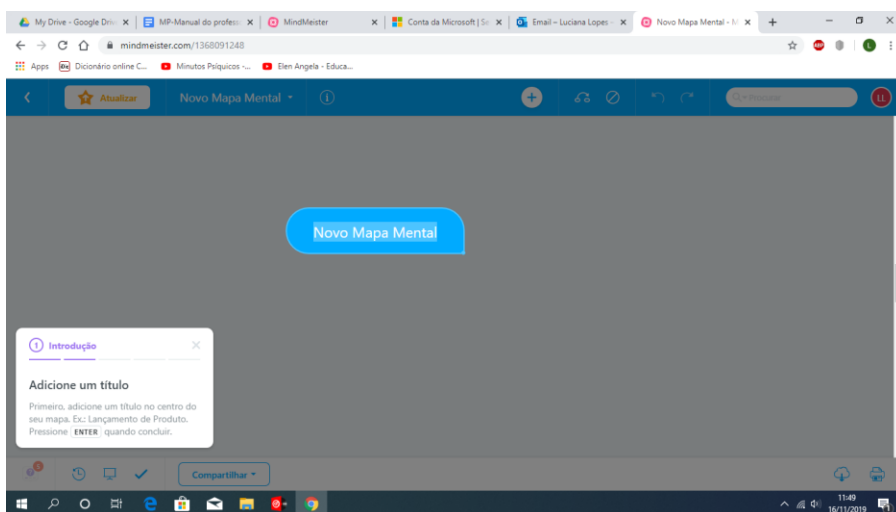 My Drive - Google Driv
MP-Manual do profess
MindMeister
Conta da Microsoft | Se
Email – Luciana Lopes -
Novo Mapa Mental - M
mindmeister.com/1368091248
ABP
L
Apps
Dicionário online C...
Minutos Psíquicos -...
Elen Angela - Educa...
Atualizar
Novo Mapa Mental
LL
Novo Mapa Mental
1 Introdução
Adicione um título
Primeiro, adicione um título no centro do
seu mapa. Ex.: Lançamento de Produto.
Pressione ENTER quando concluir.
Compartilhar
11:49
16/11/2019